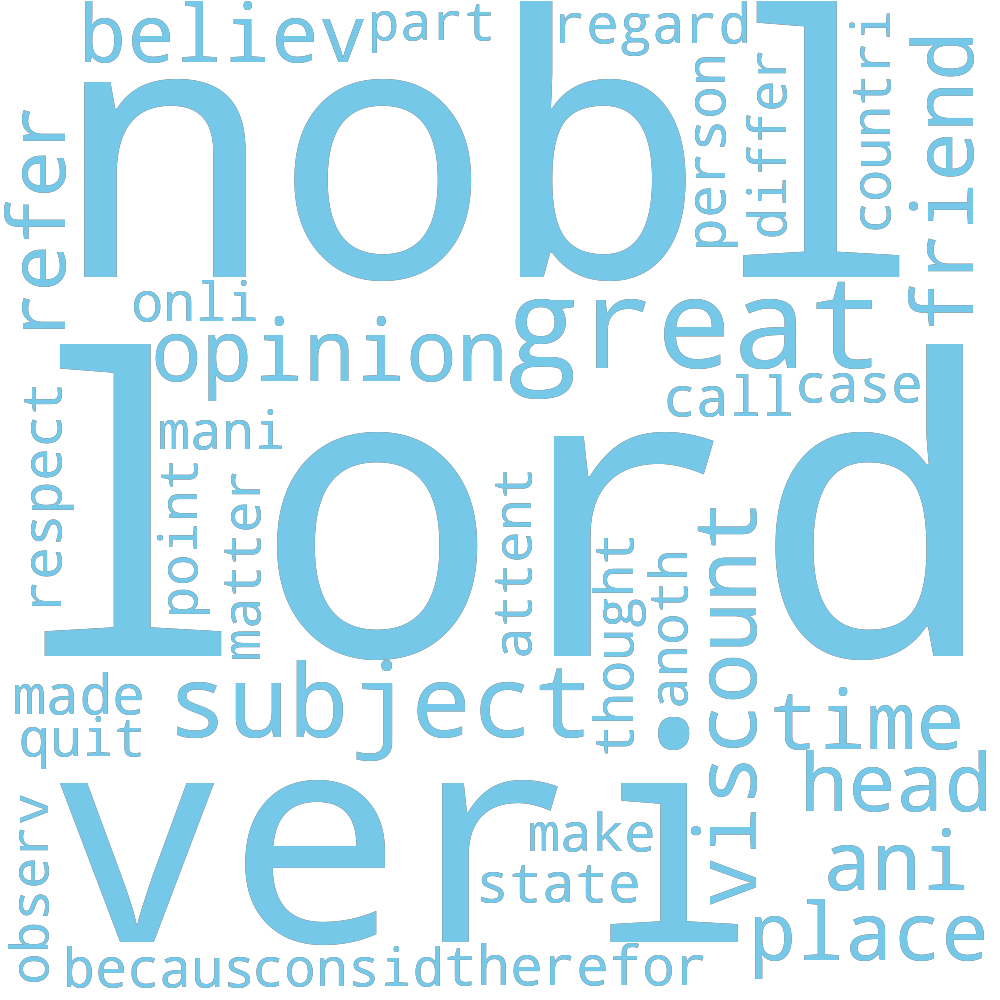 believ
part
regard
nobl
person
differ
countri
friend
refer
onli
opinion
great
call
case
respect
mani
lord
point
matter
attent
thought
anoth
viscount
made
quit
subject
time
head
veri
make
state
ani
place
observ
becaus
consid
therefor